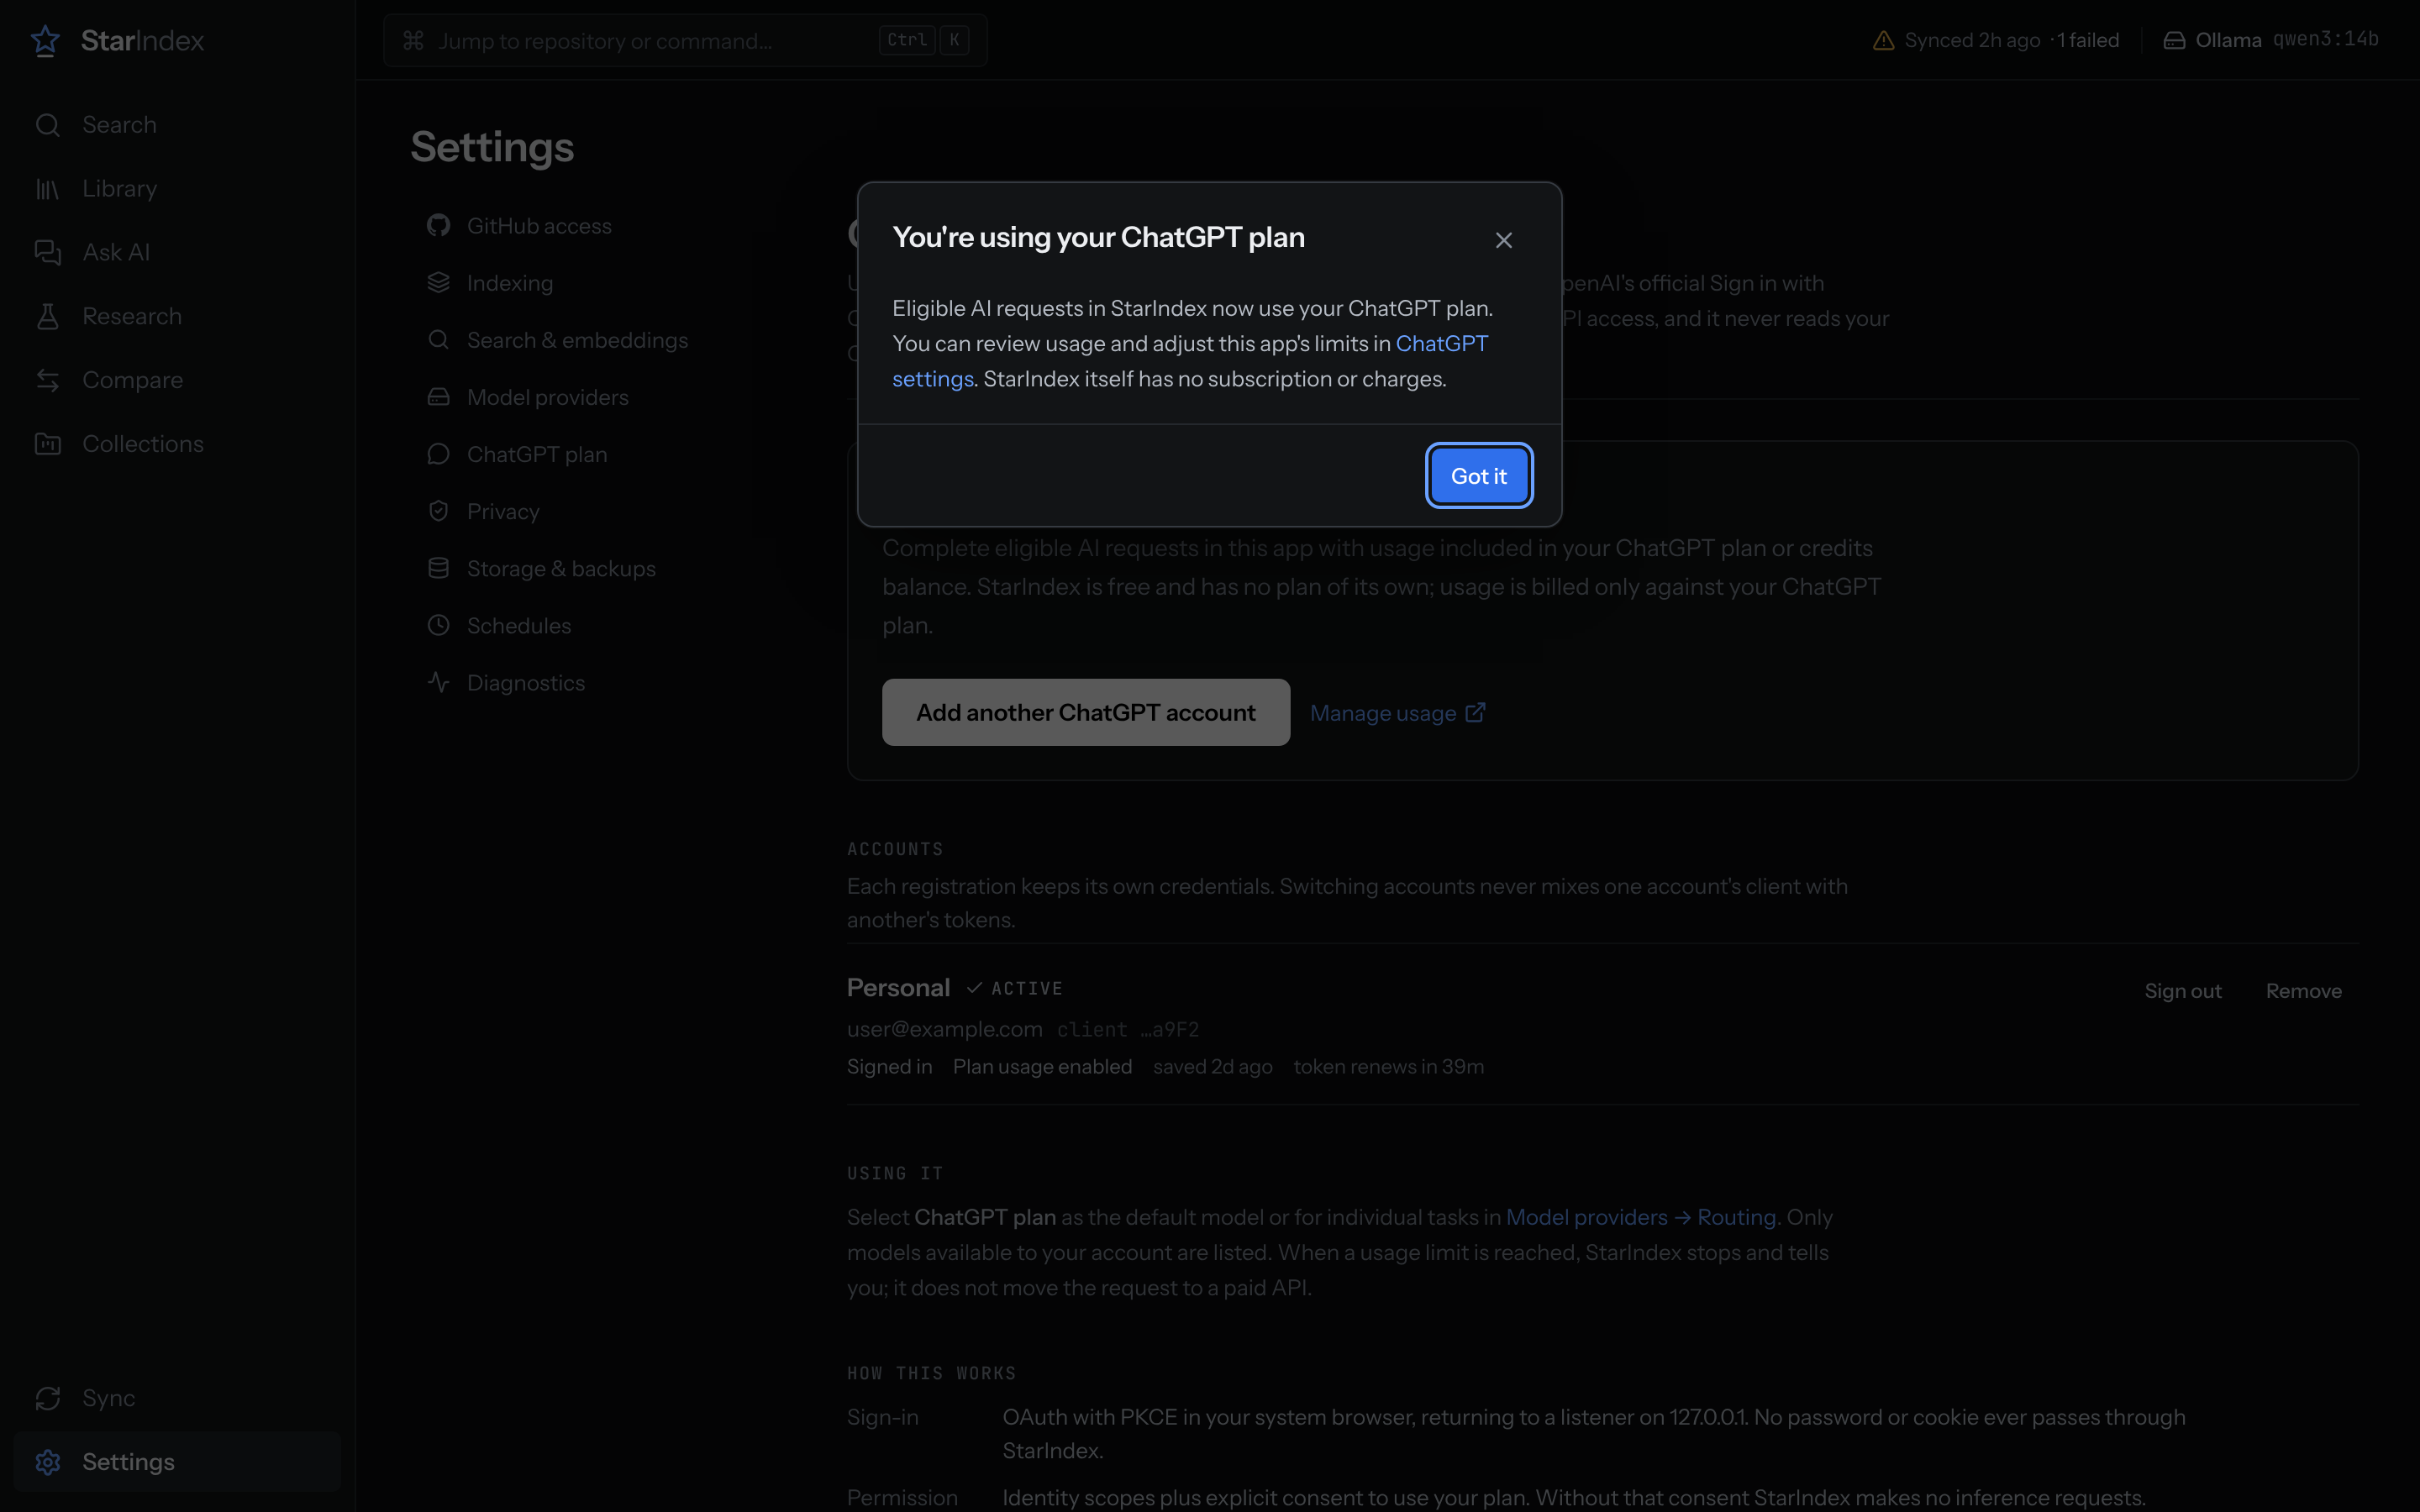 StarIndex
Jump to repository or command...
Ctrl K
Synced 2h ago · 1 failed
Ollama qwen3:14b
Search
Library
Ask AI
Research
Compare
Collections
Sync
Settings
Settings
GitHub access
Indexing
Search & embeddings
Model providers
ChatGPT plan
Privacy
Storage & backups
Schedules
Diagnostics
You're using your ChatGPT plan
Eligible AI requests in StarIndex now use your ChatGPT plan.
You can review usage and adjust this app's limits in ChatGPT
settings. StarIndex itself has no subscription or charges.
Got it
penAI's official Sign in with
PI access, and it never reads your
Complete eligible AI requests in this app with usage included in your ChatGPT plan or credits
balance. StarIndex is free and has no plan of its own; usage is billed only against your ChatGPT
plan.
Add another ChatGPT account
Manage usage
ACCOUNTS
Each registration keeps its own credentials. Switching accounts never mixes one account's client with
another's tokens.
Personal ACTIVE
Sign out Remove
user@example.com client …a9F2
Signed in Plan usage enabled saved 2d ago token renews in 39m
USING IT
Select ChatGPT plan as the default model or for individual tasks in Model providers → Routing. Only
models available to your account are listed. When a usage limit is reached, StarIndex stops and tells
you; it does not move the request to a paid API.
HOW THIS WORKS
Sign-in OAuth with PKCE in your system browser, returning to a listener on 127.0.0.1. No password or cookie ever passes through
StarIndex.
Permission Identity scopes plus explicit consent to use your plan. Without that consent StarIndex makes no inference requests.